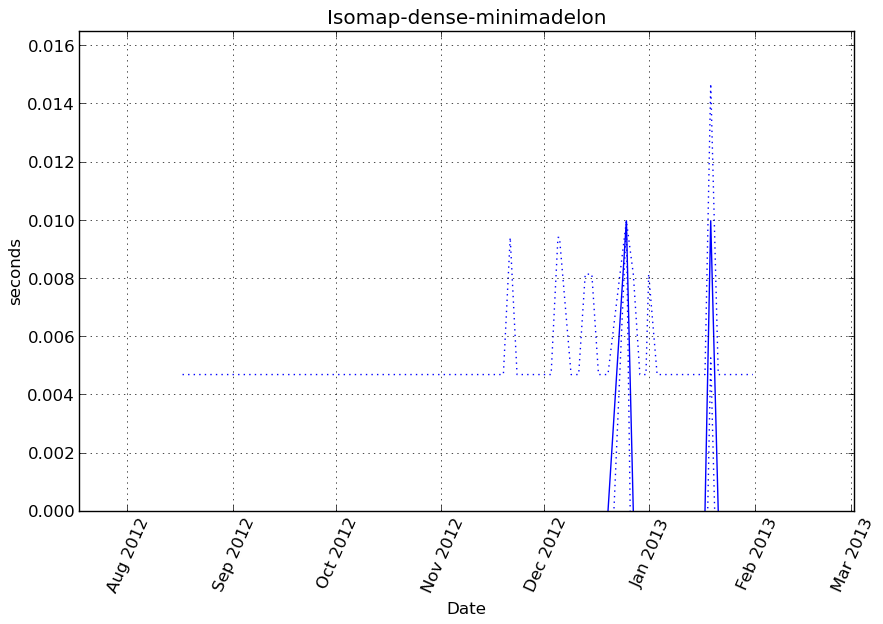 Isomap-dense-minimadelon
0.016
0.014
0.012
0.010
0.008
0.006
0.004
0.002
0.000
seconds
Aug 2012
Sep 2012
Oct 2012
Nov 2012
Dec 2012
Jan 2013
Feb 2013
Mar 2013
Date